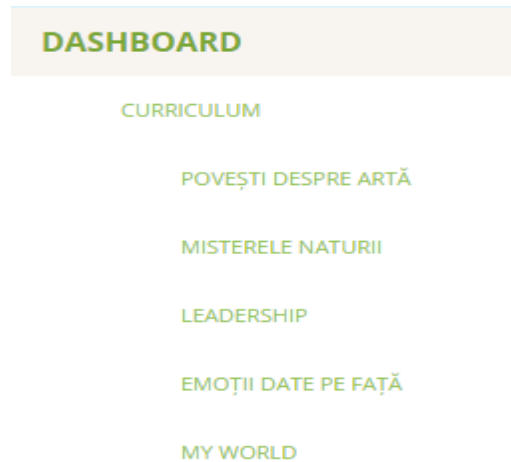 DASHBOARD
CURRICULUM
POVEȘTI DESPRE ARTĂ
MISTERELE NATURII
LEADERSHIP
EMOȚII DATE PE FAȚĂ
MY WORLD